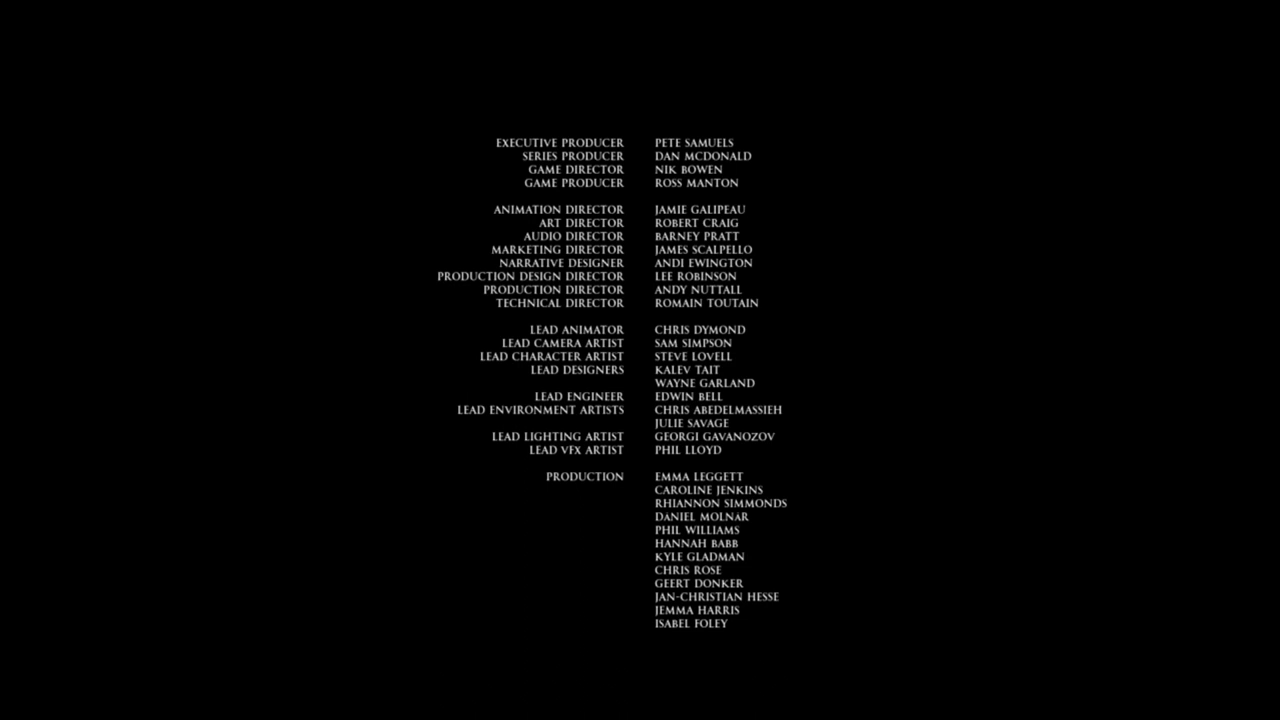 EXECUTIVE PRODUCER PETE SAMUELS
SERIES PRODUCER DAN MCDONALD
GAME DIRECTOR NIK BOWEN
GAME PRODUCER ROSS MANTON
ANIMATION DIRECTOR JAMIE GALIPEAU
ART DIRECTOR ROBERT CRAIG
AUDIO DIRECTOR BARNEY PRATT
MARKETING DIRECTOR JAMES SCALPELLO
NARRATIVE DESIGNER ANDI EWINGTON
PRODUCTION DESIGN DIRECTOR LEE ROBINSON
PRODUCTION DIRECTOR ANDY NUTTALL
TECHNICAL DIRECTOR ROMAIN TOUTAIN
LEAD ANIMATOR CHRIS DYMOND
LEAD CAMERA ARTIST SAM SIMPSON
LEAD CHARACTER ARTIST STEVE LOVELL
LEAD DESIGNERS KALEV TAIT
WAYNE GARLAND
LEAD ENGINEER EDWIN BELL
LEAD ENVIRONMENT ARTISTS CHRIS ABEDELMASSIEH
JULIE SAVAGE
LEAD LIGHTING ARTIST GEORGI GAVANOZOV
LEAD VFX ARTIST PHIL LLOYD
PRODUCTION EMMA LEGGETT
CAROLINE JENKINS
RHIANNON SIMMONDS
DÁNIEL MOLNÁR
PHIL WILLIAMS
HANNAH BABB
KYLE GLADMAN
CHRIS ROSE
GEERT DONKER
JAN-CHRISTIAN HESSE
JEMMA HARRIS
ISABEL FOLEY